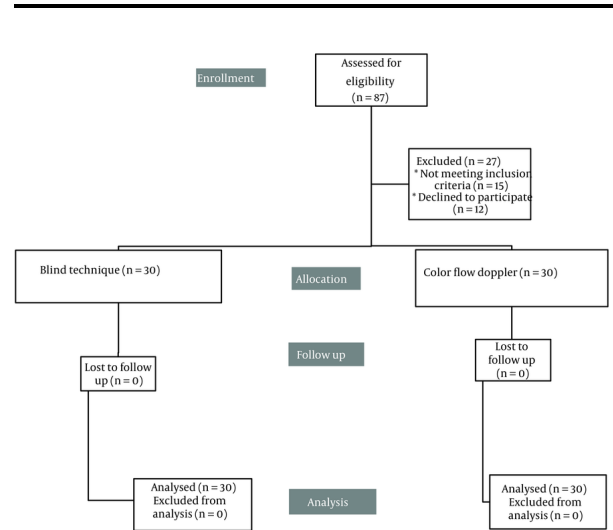 Enrollment
Assessed for
eligibility
(n = 87)
Excluded (n = 27)
* Not meeting inclusion
criteria (n = 15)
* Declined to participate
(n = 12)
Blind technique (n = 30)
Allocation
Color flow doppler (n = 30)
Lost to follow
up (n = 0)
Follow up
Lost to
follow up
(n = 0)
Analysed (n = 30)
Excluded from
analysis (n = 0)
Analysis
Analysed (n = 30)
Excluded from
analysis (n = 0)